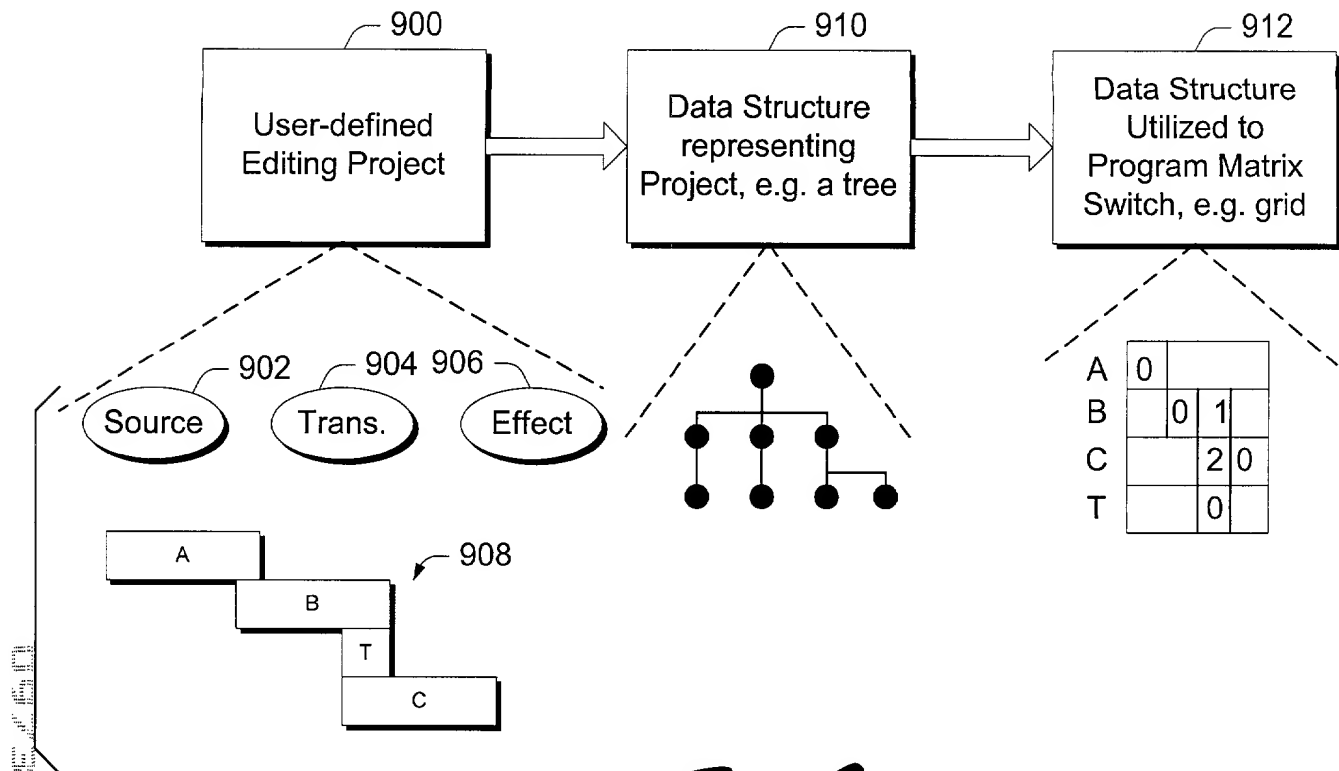 900
910
912
User-defined
Editing Project
Data Structure
representing
Project, e.g. a tree
Data Structure
Utilized to
Program Matrix
Switch, e.g. grid
902
904
906
Source
Trans.
Effect
A
B
T
C
908
A 0
B 0 1
C 2 0
T 0